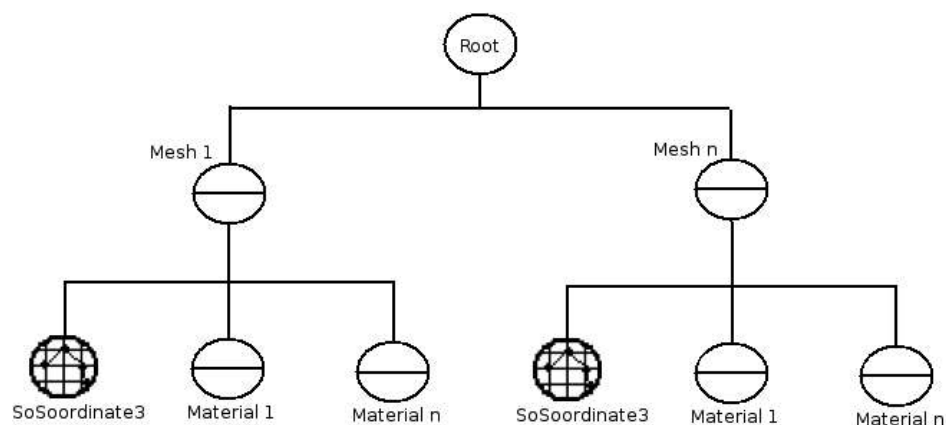 Root
Mesh 1
Mesh n
SoSoordinate3
Material 1
Material n
SoSoordinate3
Material 1
Material n